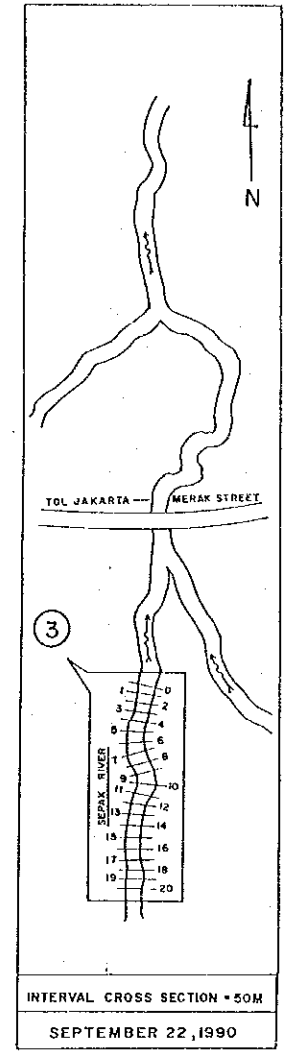 N
TOL JAKARTA — MERAK STREET
3
1 0
3 2
5 4
7 6
9 8
11 10
13 12
15 14
17 16
19 18
20
SEPAK RIVER
INTERVAL CROSS SECTION = 50M
SEPTEMBER 22, 1990